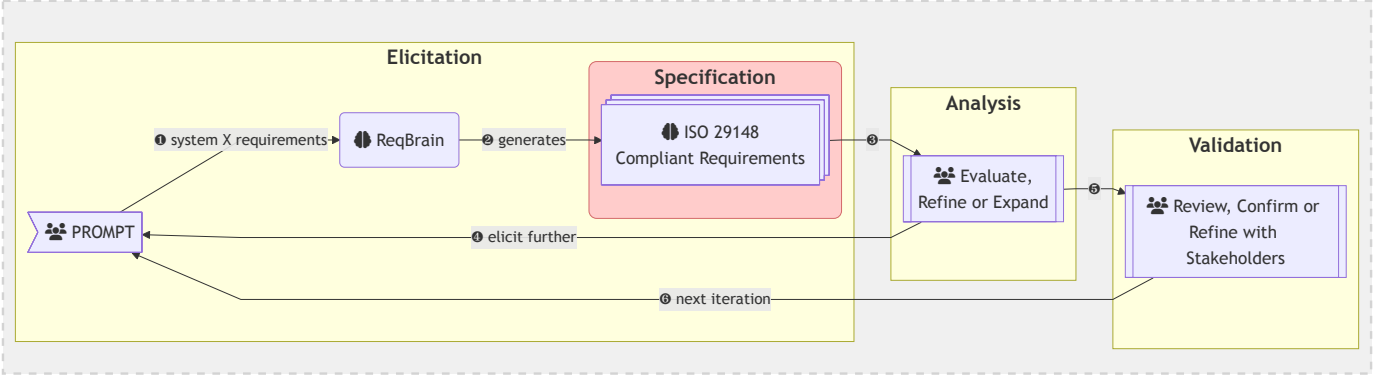 Elicitation
Specification
Analysis
Validation
❶ system X requirements
ReqBrain
❷ generates
ISO 29148
Compliant Requirements
❸
Evaluate,
Refine or Expand
❺
Review, Confirm or
Refine with
Stakeholders
PROMPT
❹ elicit further
❻ next iteration